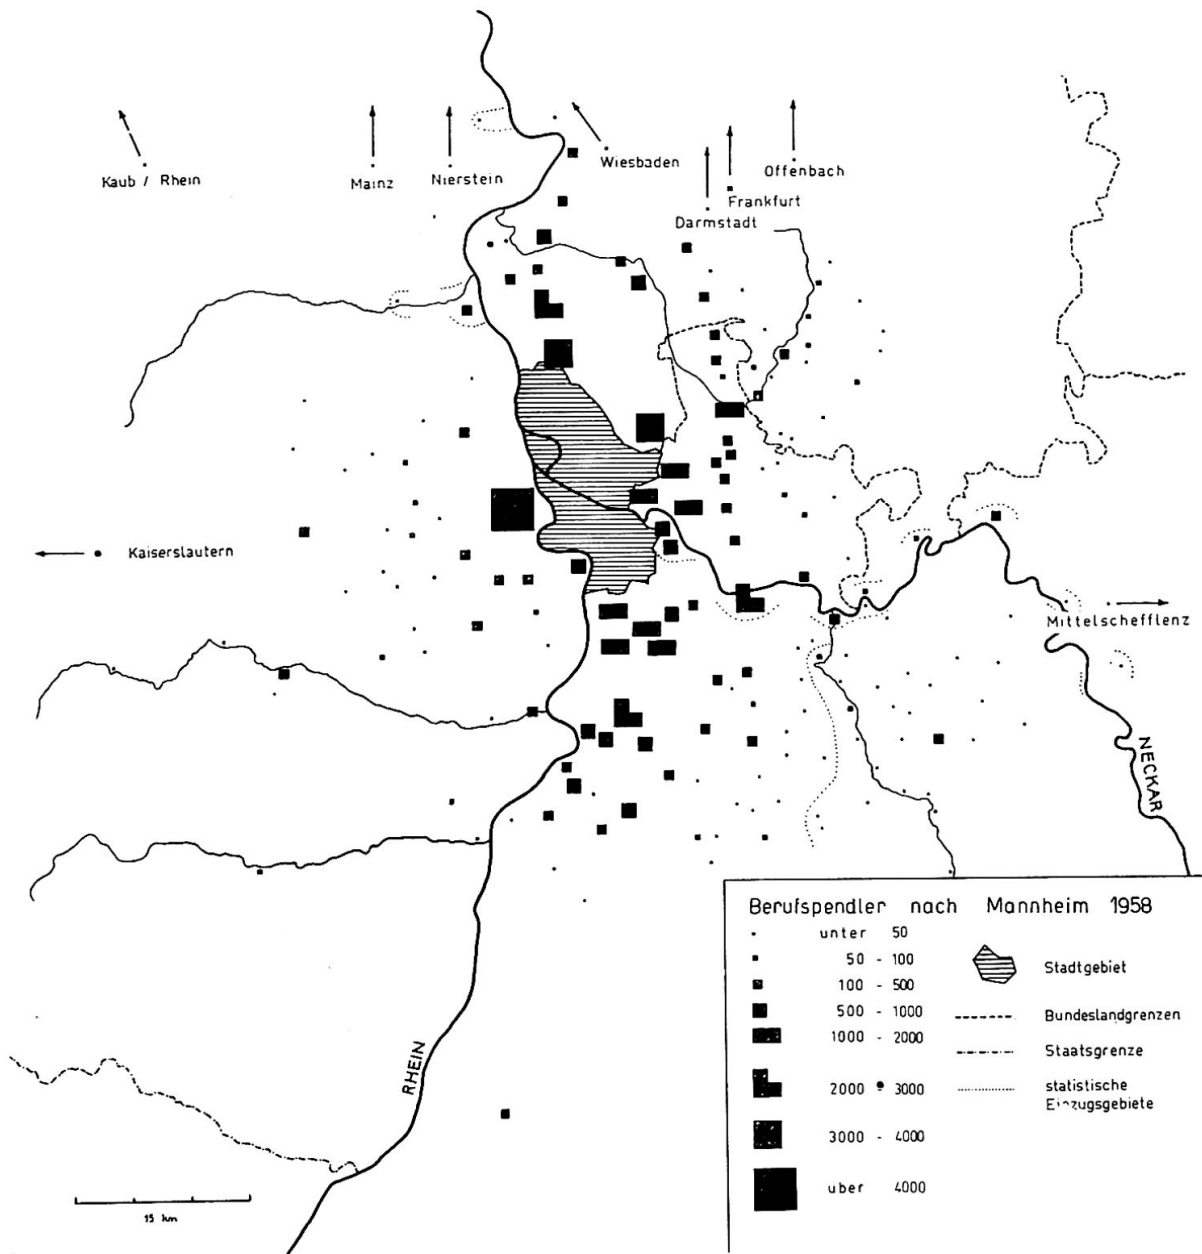 Kaub / Rhein
Mainz
Nierstein
Wiesbaden
Darmstadt
Frankfurt
Offenbach
Kaiserslautern
Mittelschefflenz
NECKAR
RHEIN
15 km
Berufspendler nach Mannheim 1958
unter 50
50 - 100
100 - 500
500 - 1000
1000 - 2000
2000 - 3000
3000 - 4000
uber 4000
Stadtgebiet
Bundeslandgrenzen
Staatsgrenze
statistische
Einzugsgebiete